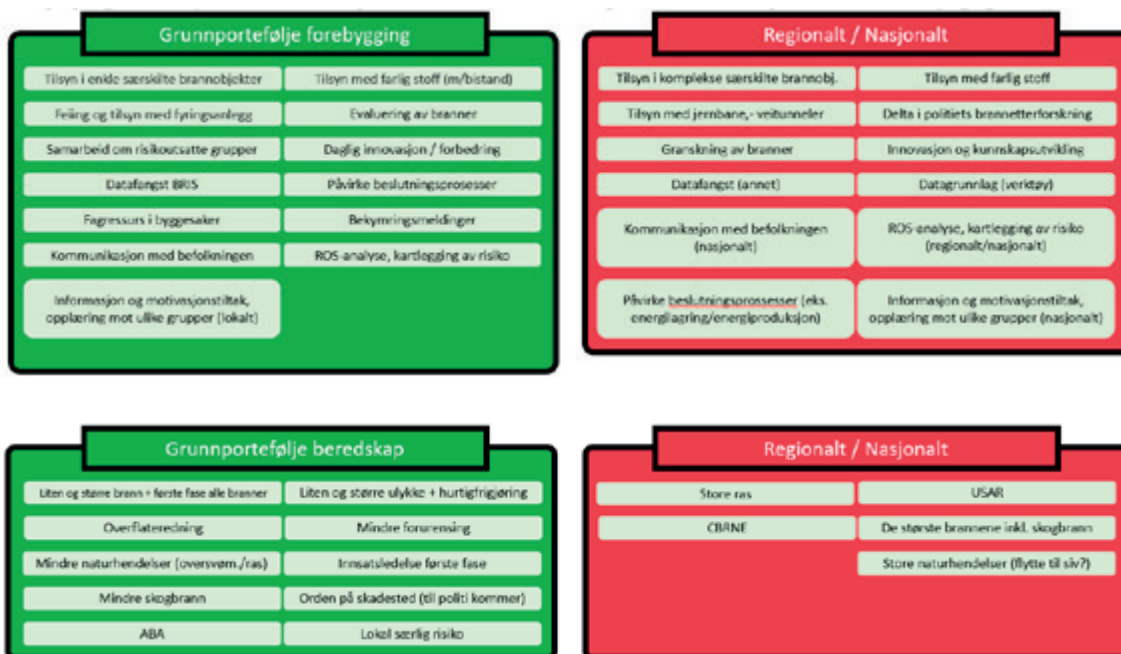 Grunnportefølje forebygging
Tilsyn i enkle særskilte brannobjekter
Tilsyn med farlig stoff (m/bistand)
Feiing og tilsyn med fyringsanlegg
Evaluering av branner
Samarbeid om risikoutsatte grupper
Daglig innovasjon / forbedring
Datafangst BRIS
Påvirke beslutningsprosesser
Fagressurs i byggesaker
Bekymringsmeldinger
Kommunikasjon med befolkningen
ROS-analyse, kartlegging av risiko
Informasjon og motivasjonstiltak,
opplæring mot ulike grupper (lokalt)
Regionalt / Nasjonalt
Tilsyn i komplekse særskilte brannobj.
Tilsyn med farlig stoff
Tilsyn med jernbane,- veitunneler
Delta i politiets brannetterforskning
Granskning av branner
Innovasjon og kunnskapsutvikling
Datafangst (annet)
Datagrunnlag (verktøy)
Kommunikasjon med befolkningen
(nasjonalt)
ROS-analyse, kartlegging av risiko
(regionalt/nasjonalt)
Påvirke beslutningsprossesser (eks.
energilagring/energiproduksjon)
Informasjon og motivasjonstiltak,
opplæring mot ulike grupper (nasjonalt)
Grunnportefølje beredskap
Liten og større brann + første fase alle branner
Liten og større ulykke + hurtigfrigjøring
Overflateredning
Mindre forurensing
Mindre naturhendelser (oversvøm./ras)
Innsatsledelse første fase
Mindre skogbrann
Orden på skadested (til politi kommer)
ABA
Lokal særlig risiko
Regionalt / Nasjonalt
Store ras
USAR
CBRNE
De største brannene inkl. skogbrann
Store naturhendelser (flytte til siv?)